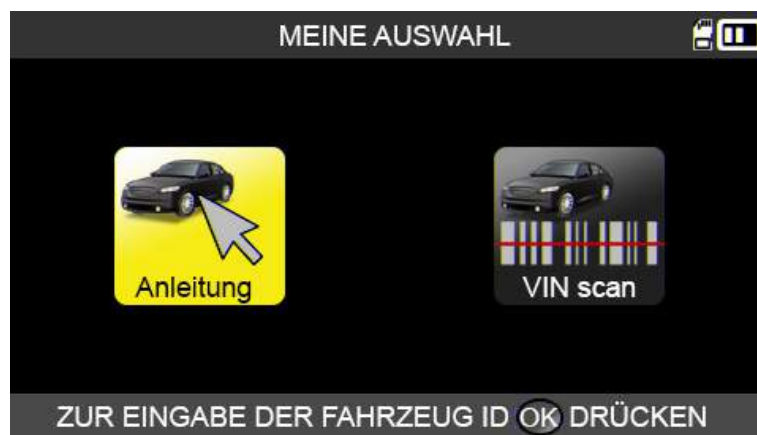 MEINE AUSWAHL
Anleitung
VIN scan
ZUR EINGABE DER FAHRZEUG ID OK DRÜCKEN